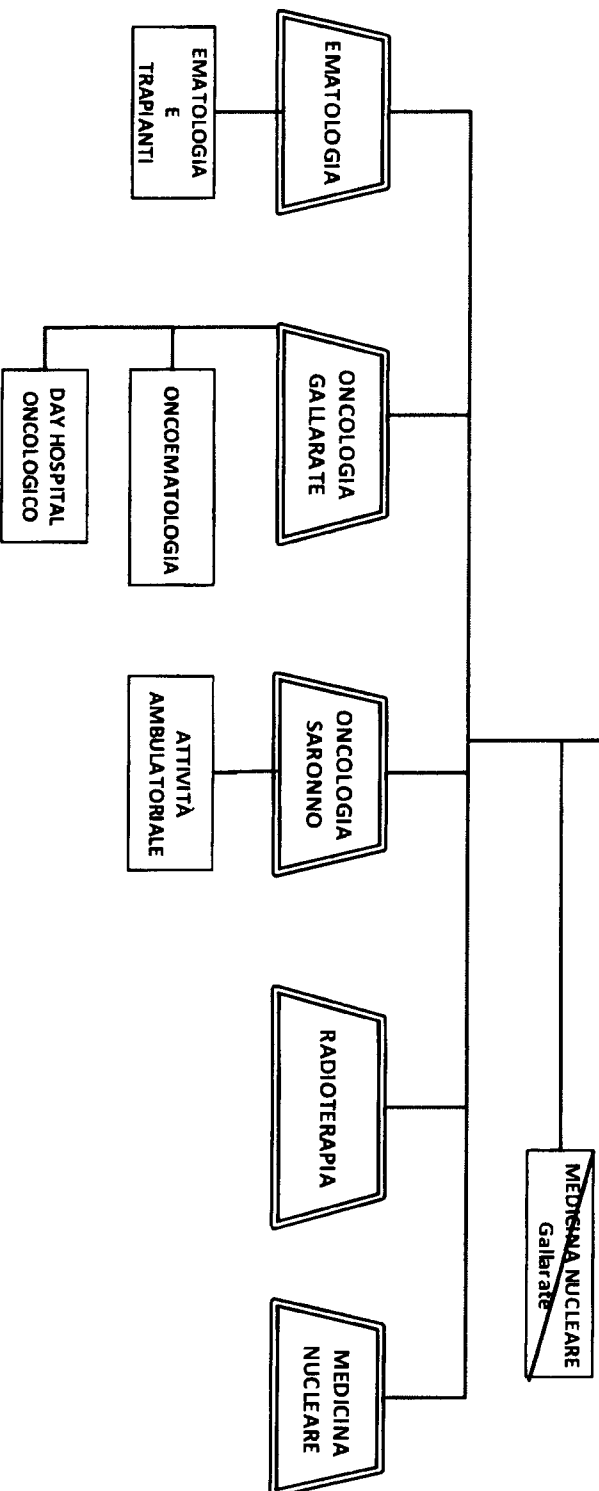 MEDICINA NUCLEARE
Gallarate
EMATOLOGIA
ONCOLOGIA
GALLARATE
ONCOLOGIA
SARONNO
RADIOTERAPIA
MEDICINA
NUCLEARE
EMATOLOGIA
E
TRAPIANTI
ONCOEMATOLOGIA
ATTIVITÀ
AMBULATORIALE
DAY HOSPITAL
ONCOLOGICO